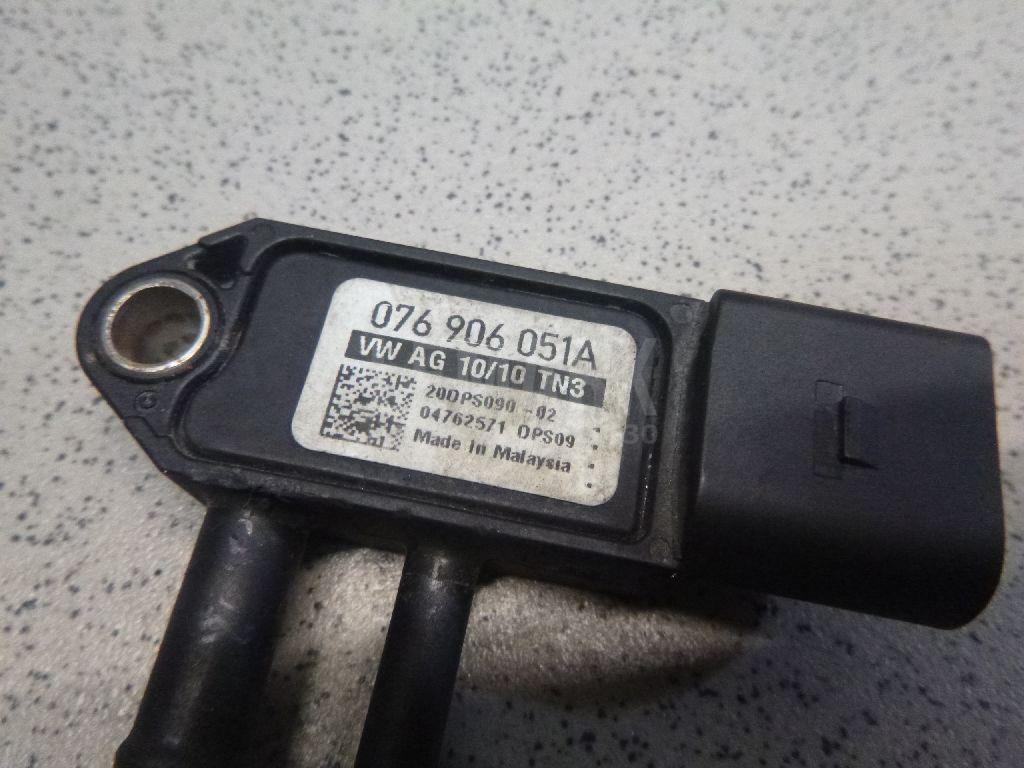 076 906 051A
VW AG 10/10 TN3
20DPS090-02
04762571 DPS09
Made in Malaysia